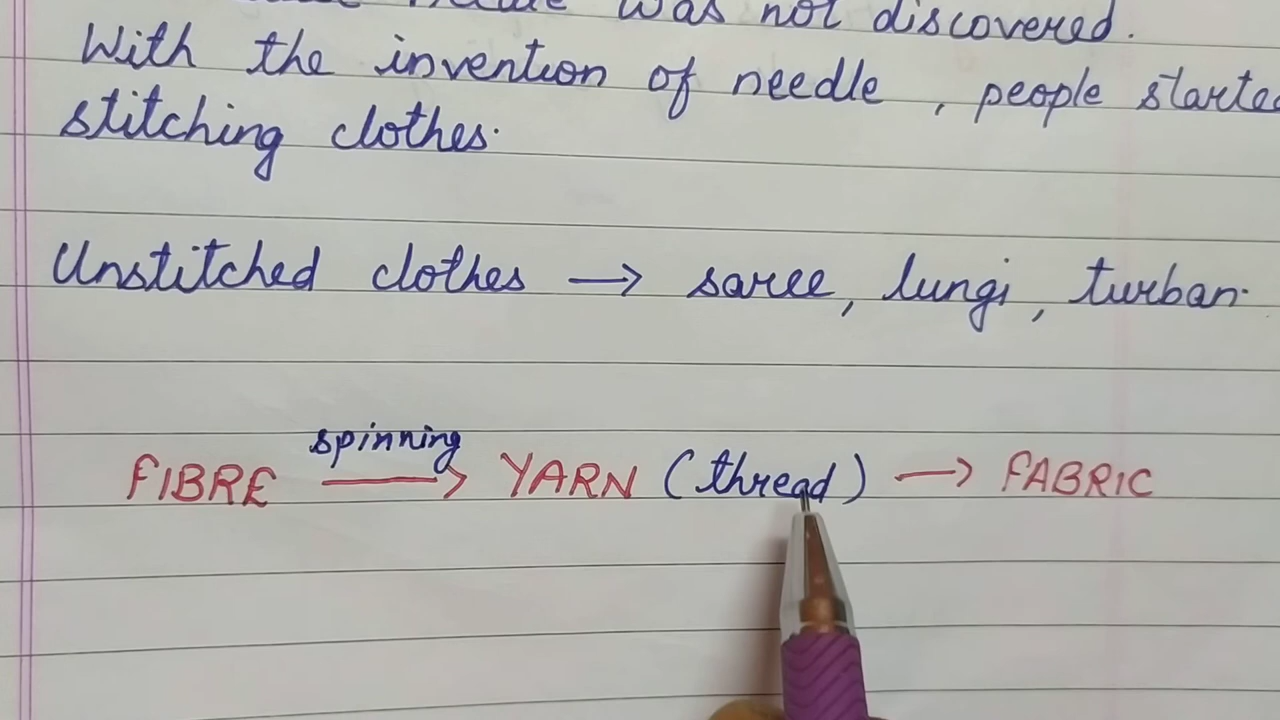 was not discovered.
With the invention of needle , people started
stitching clothes.
Unstitched clothes → saree, lungi, turban.
spinning
FIBRE → YARN (thread) → FABRIC